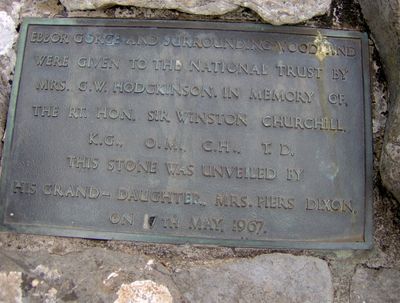 EBBOR GORGE AND SURROUNDING WOODLAND
WERE GIVEN TO THE NATIONAL TRUST BY
MRS. G.W. HODGKINSON. IN MEMORY OF,
THE RT. HON. SIR WINSTON CHURCHILL,
K.G., O.M., C.H., T.D.
THIS STONE WAS UNVEILED BY
HIS GRAND-DAUGHTER, MRS. PIERS DIXON,
ON 17TH MAY, 1967.